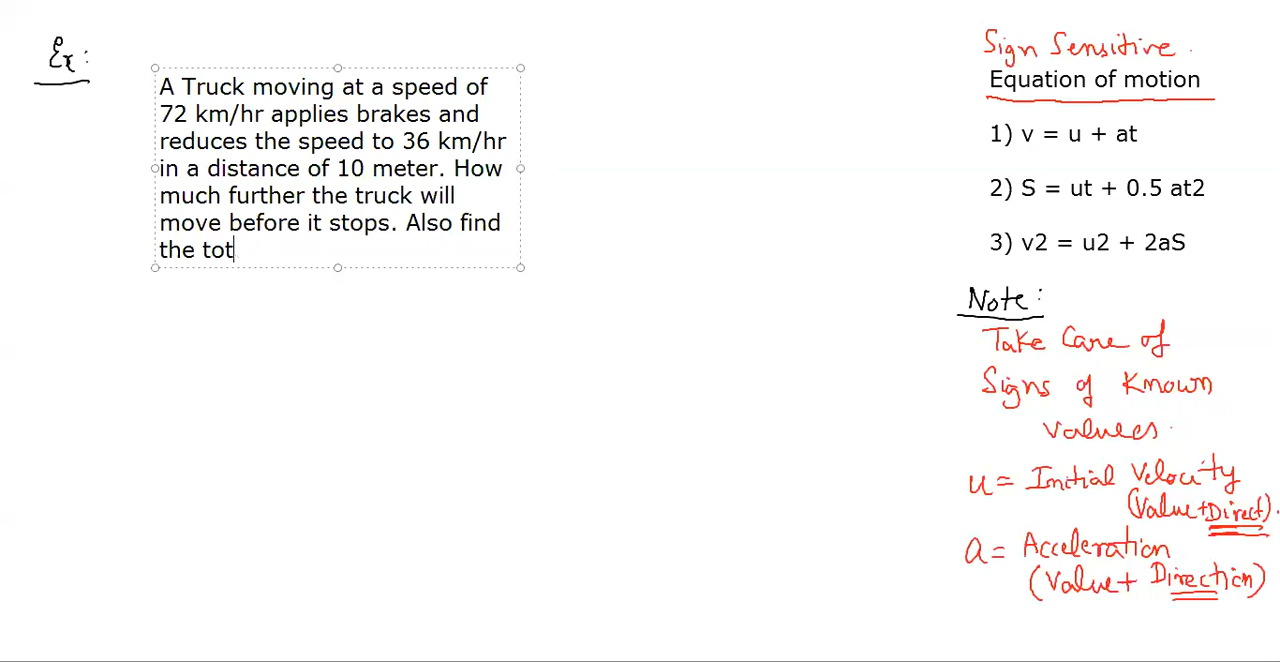 Ex:
A Truck moving at a speed of
72 km/hr applies brakes and
reduces the speed to 36 km/hr
in a distance of 10 meter. How
much further the truck will
move before it stops. Also find
the tot
Sign Sensitive
Equation of motion
1) v = u + at
2) S = ut + 0.5 at2
3) v2 = u2 + 2aS
Note:
Take Care of
Signs of Known
Values.
u = Initial Velocity
(Value + Direct).
a = Acceleration
(Value + Direction)